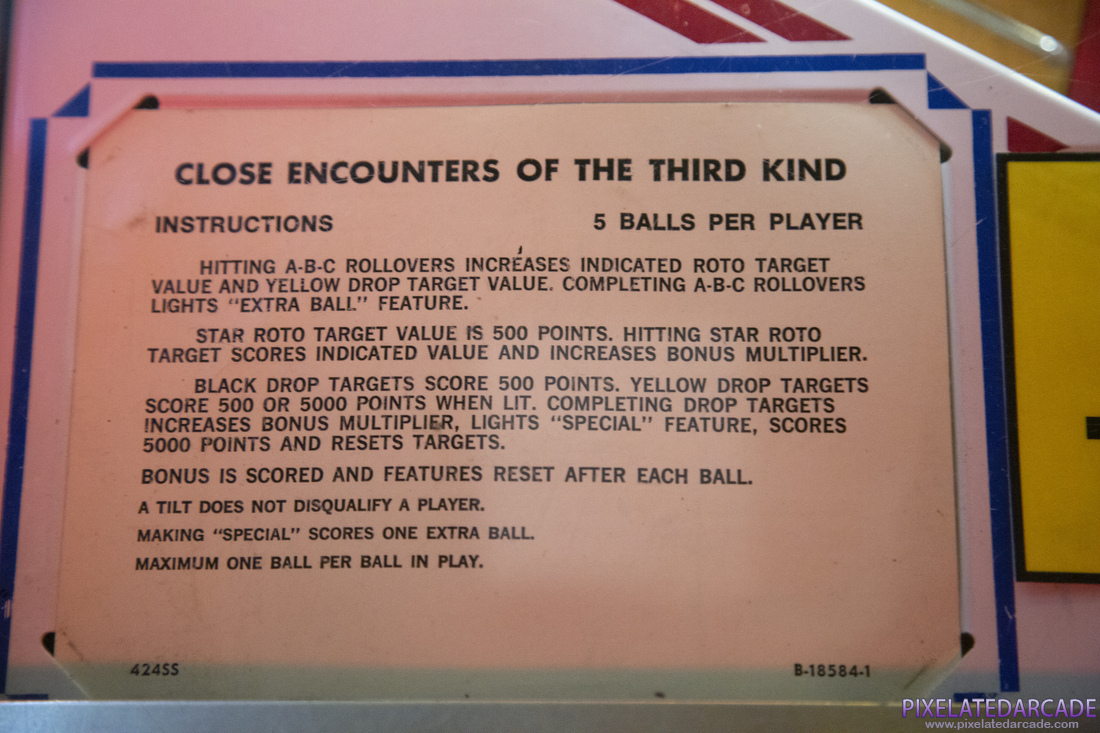 CLOSE ENCOUNTERS OF THE THIRD KIND
INSTRUCTIONS 5 BALLS PER PLAYER
HITTING A-B-C ROLLOVERS INCREASES INDICATED ROTO TARGET
VALUE AND YELLOW DROP TARGET VALUE. COMPLETING A-B-C ROLLOVERS
LIGHTS "EXTRA BALL" FEATURE.
STAR ROTO TARGET VALUE IS 500 POINTS. HITTING STAR ROTO
TARGET SCORES INDICATED VALUE AND INCREASES BONUS MULTIPLIER.
BLACK DROP TARGETS SCORE 500 POINTS. YELLOW DROP TARGETS
SCORE 500 OR 5000 POINTS WHEN LIT. COMPLETING DROP TARGETS
INCREASES BONUS MULTIPLIER, LIGHTS "SPECIAL" FEATURE, SCORES
5000 POINTS AND RESETS TARGETS.
BONUS IS SCORED AND FEATURES RESET AFTER EACH BALL.
A TILT DOES NOT DISQUALIFY A PLAYER.
MAKING "SPECIAL" SCORES ONE EXTRA BALL.
MAXIMUM ONE BALL PER BALL IN PLAY.
424SS B-18584-1
PIXELATEDARCADE
www.pixelatedarcade.com